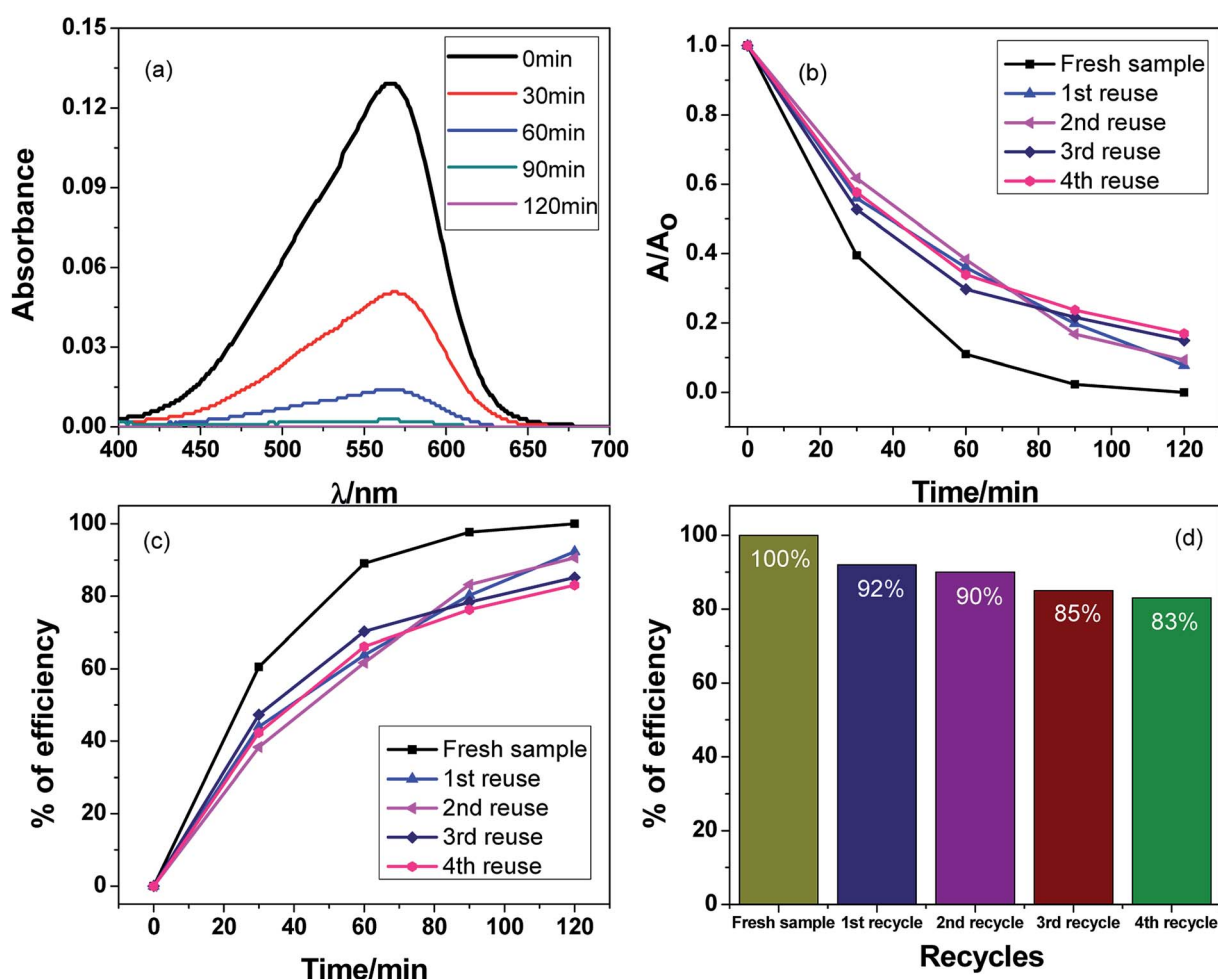 (a)
0min
30min
60min
90min
120min
0.15
0.12
0.09
0.06
0.03
0.00
Absorbance
400
450
500
550
600
650
700
λ/nm
(b)
Fresh sample
1st reuse
2nd reuse
3rd reuse
4th reuse
1.0
0.8
0.6
0.4
0.2
0.0
A/Ao
0
20
40
60
80
100
120
Time/min
(c)
100
80
60
40
20
0
% of efficiency
Fresh sample
1st reuse
2nd reuse
3rd reuse
4th reuse
0
20
40
60
80
100
120
Time/min
(d)
100
80
60
40
20
0
% of efficiency
100%
92%
90%
85%
83%
Fresh sample
1st recycle
2nd recycle
3rd recycle
4th recycle
Recycles